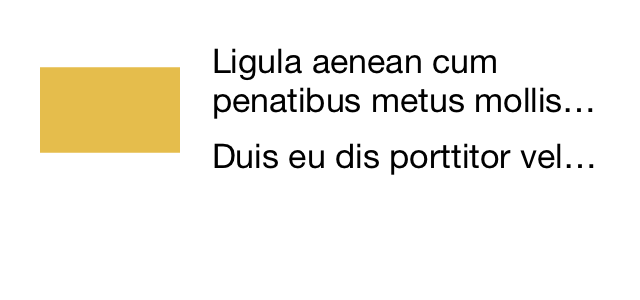 Ligula aenean cum
penatibus metus mollis…
Duis eu dis porttitor vel…